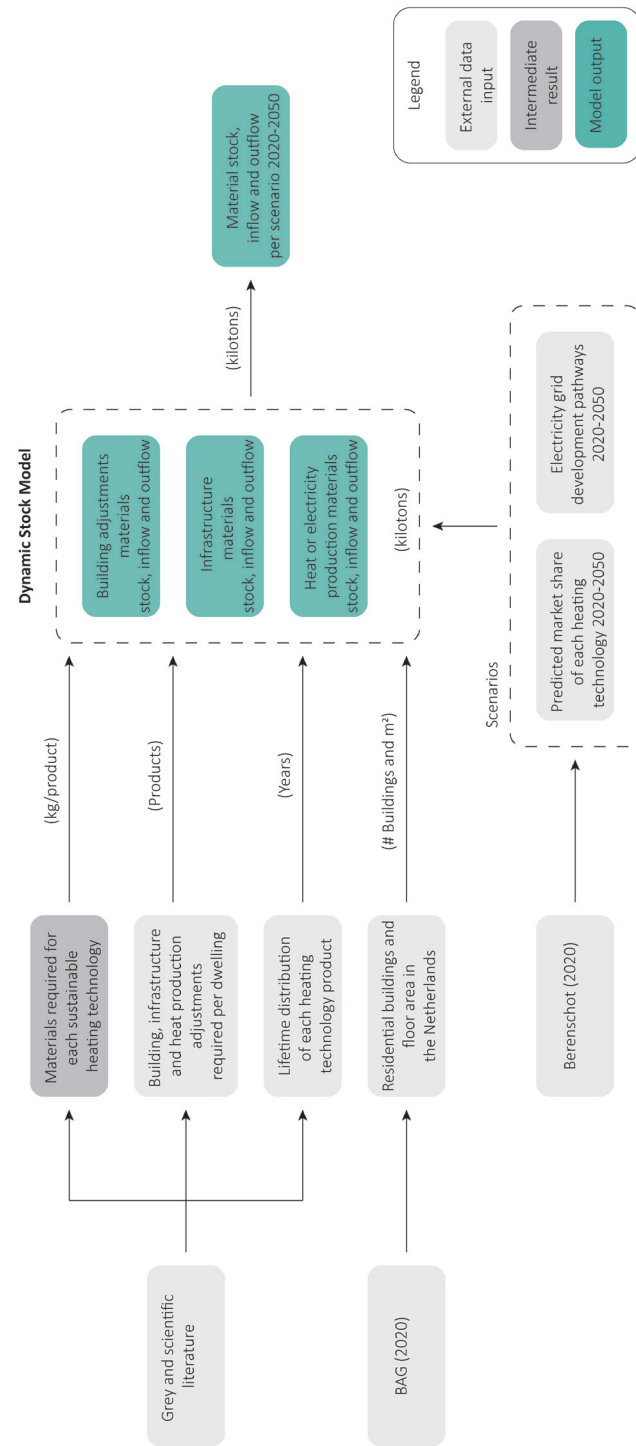 Grey and scientific
literature
BAG (2020)
Materials required for
each sustainable
heating technology
Building, infrastructure
and heat production
adjustments
required per dwelling
Lifetime distribution
of each heating
technology product
Residential buildings and
floor area in
the Netherlands
Berenschot (2020)
(kg/product)
(Products)
(Years)
(# Buildings and m²)
Dynamic Stock Model
Building adjustments
materials
stock, inflow and outflow
Infrastructure
materials
stock, inflow and outflow
Heat or electricity
production materials
stock, inflow and outflow
(kilotons)
Scenarios
Predicted market share
of each heating
technology 2020-2050
Electricity grid
development pathways
2020-2050
(kilotons)
Material stock,
inflow and outflow
per scenario 2020-2050
Legend
External data
input
Intermediate
result
Model output